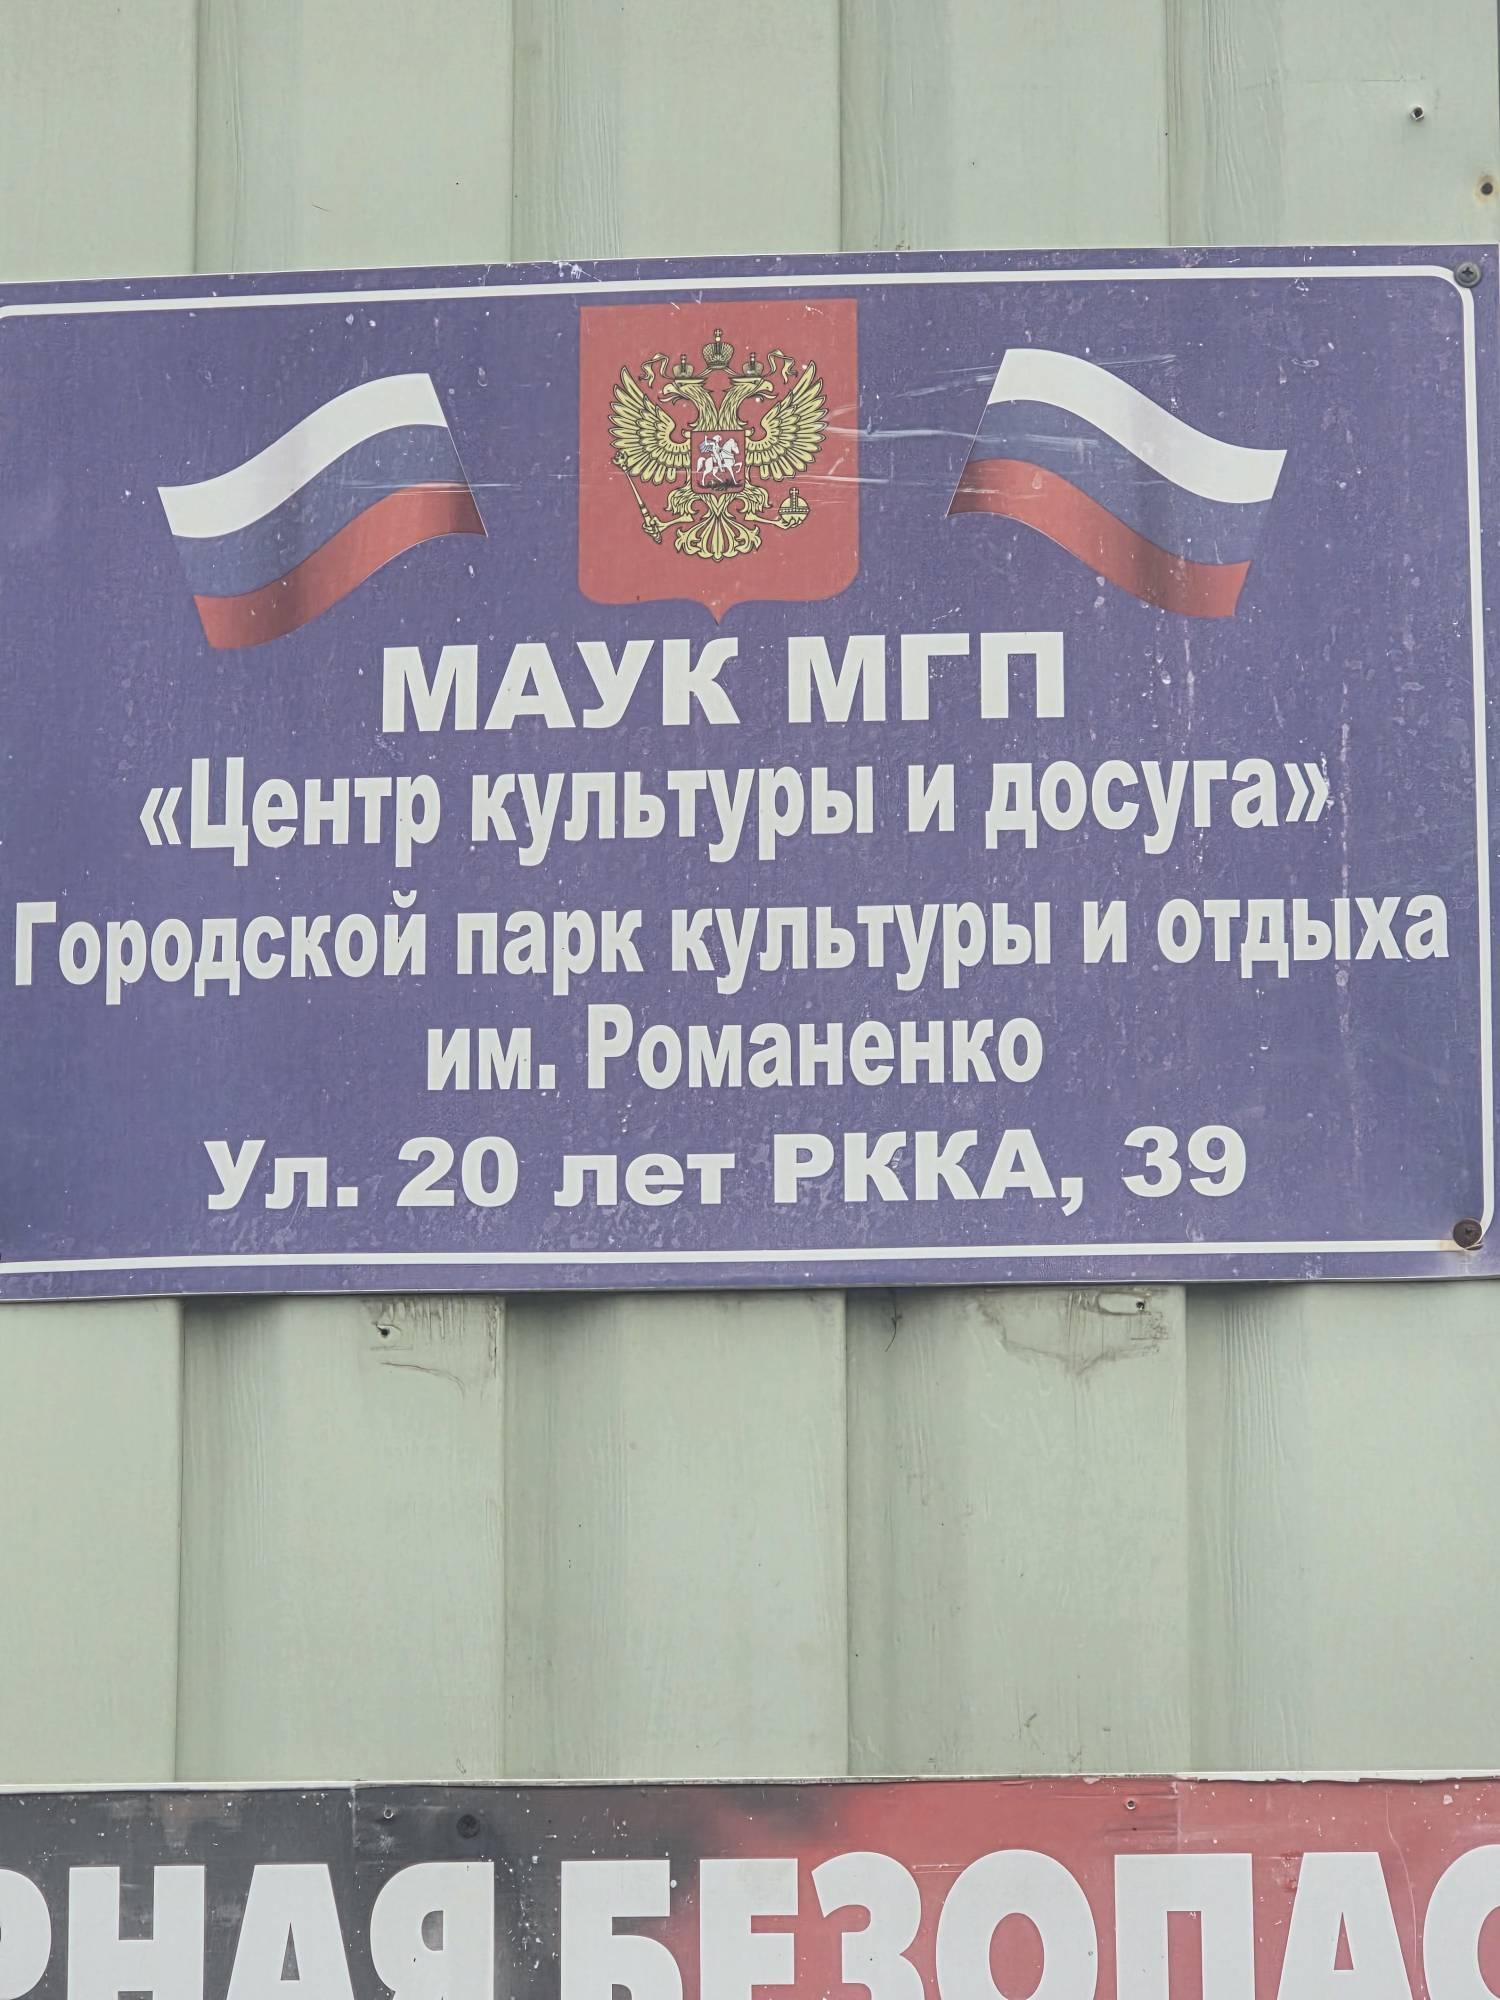 МАУК МГП
«Центр культуры и досуга»
Городской парк культуры и отдыха
им. Романенко
Ул. 20 лет РККА, 39
РНАЯ БЕЗОПАС